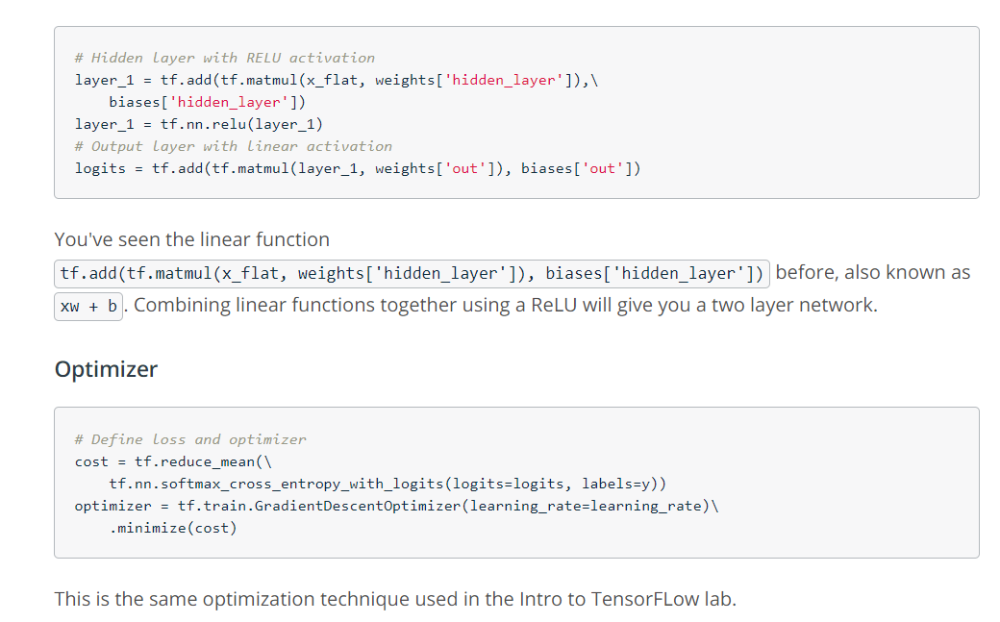 # Hidden layer with RELU activation
layer_1 = tf.add(tf.matmul(x_flat, weights['hidden_layer']),\
    biases['hidden_layer'])
layer_1 = tf.nn.relu(layer_1)
# Output layer with linear activation
logits = tf.add(tf.matmul(layer_1, weights['out']), biases['out'])
You've seen the linear function
tf.add(tf.matmul(x_flat, weights['hidden_layer']), biases['hidden_layer']) before, also known as
xw + b. Combining linear functions together using a ReLU will give you a two layer network.
Optimizer
# Define loss and optimizer
cost = tf.reduce_mean(\
    tf.nn.softmax_cross_entropy_with_logits(logits=logits, labels=y))
optimizer = tf.train.GradientDescentOptimizer(learning_rate=learning_rate)\
    .minimize(cost)
This is the same optimization technique used in the Intro to TensorFLow lab.